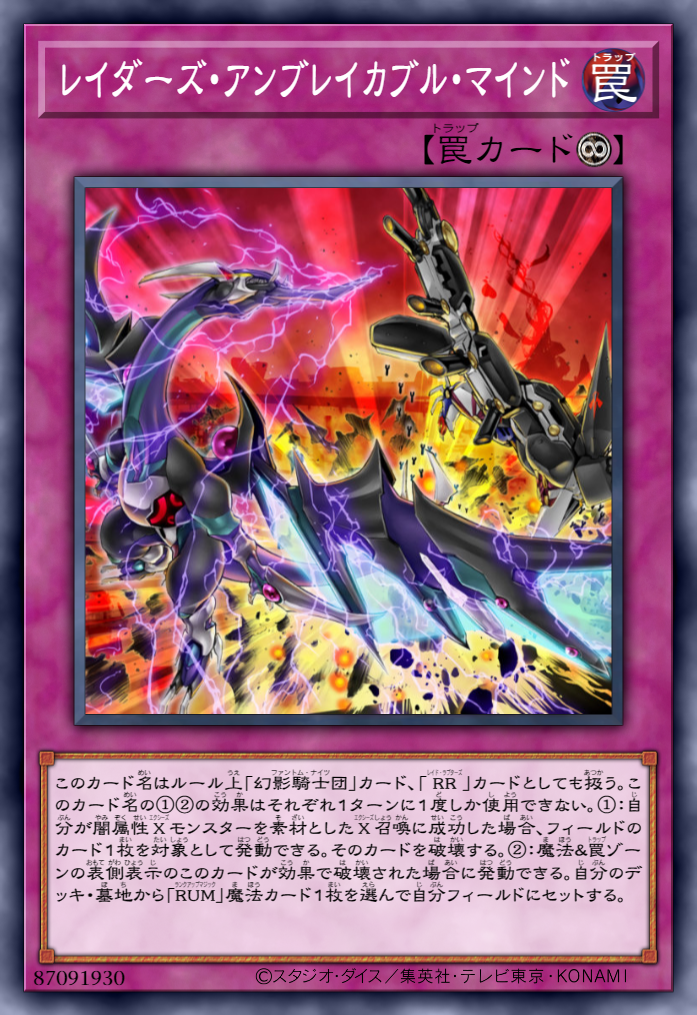 レイダーズ・アンブレイカブル・マインド 罠
トラップ
【罠カード】
トラップ
このカード名はルール上「幻影騎士団」カード、「RR」カードとしても扱う。こ
のカード名の①②の効果はそれぞれ1ターンに1度しか使用できない。①：自
分が闇属性Xモンスターを素材としたX召喚に成功した場合、フィールドの
カード1枚を対象として発動できる。そのカードを破壊する。②：魔法&罠ゾー
ンの表側表示のこのカードが効果で破壊された場合に発動できる。自分のデ
ッキ・墓地から「RUM」魔法カード1枚を選んで自分フィールドにセットする。
87091930
©スタジオ・ダイス／集英社・テレビ東京・KONAMI